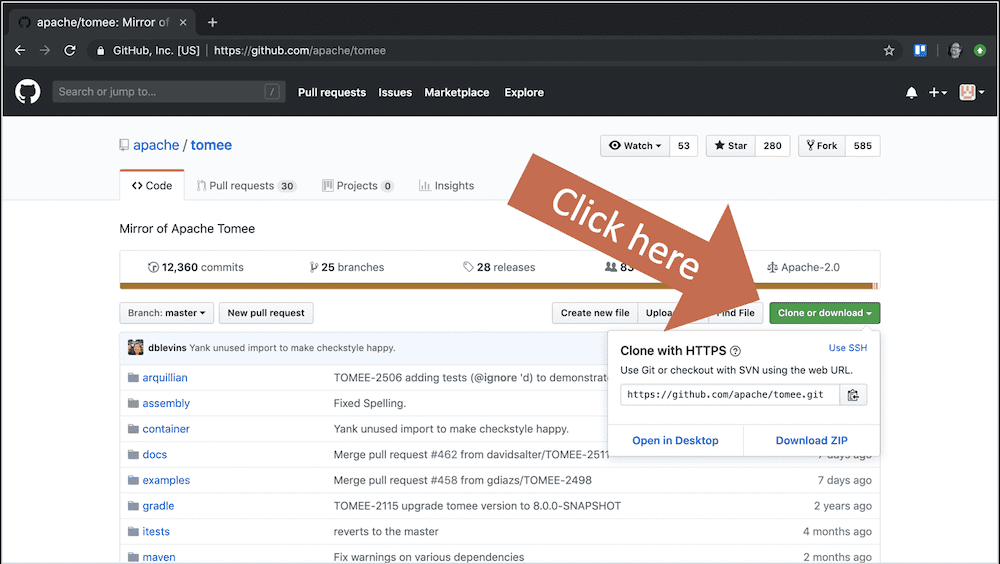 apache/tomee: Mirror of
GitHub, Inc. [US] https://github.com/apache/tomee
Search or jump to... / Pull requests Issues Marketplace Explore
apache / tomee Watch 53 Star 280 Fork 585
Code Pull requests 30 Projects 0 Insights
Click here
Mirror of Apache Tomee
12,360 commits 25 branches 28 releases Apache-2.0
Branch: master New pull request Create new file Find File Clone or download
dblevins Yank unused import to make checkstyle happy.
Clone with HTTPS ? Use SSH
Use Git or checkout with SVN using the web URL.
https://github.com/apache/tomee.git
Open in Desktop Download ZIP
arquillian TOMEE-2506 adding tests (@ignore 'd) to demonstrate
assembly Fixed Spelling.
container Yank unused import to make checkstyle happy.
docs Merge pull request #462 from davidsalter/TOMEE-2511 7 days ago
examples Merge pull request #458 from gdiazs/TOMEE-2498 7 days ago
gradle TOMEE-2115 upgrade tomee version to 8.0.0-SNAPSHOT 2 years ago
itests reverts to the master 4 months ago
maven Fix warnings on various dependencies 2 months ago